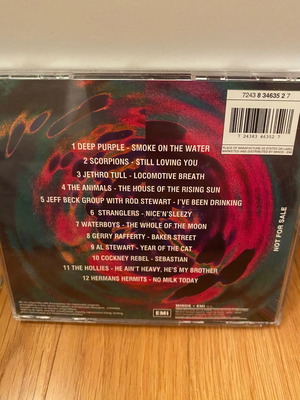 7243 8 34635 2 7
7 24383 46352 7
1 DEEP PURPLE - SMOKE ON THE WATER
2 SCORPIONS - STILL LOVING YOU
3 JETHRO TULL - LOCOMOTIVE BREATH
4 THE ANIMALS - THE HOUSE OF THE RISING SUN
5 JEFF BECK GROUP WITH ROD STEWART - I'VE BEEN DRINKING
6 STRANGLERS - NICE'N'SLEEZY
7 WATERBOYS - THE WHOLE OF THE MOON
8 GERRY RAFFERTY - BAKER STREET
9 AL STEWART - YEAR OF THE CAT
10 COCKNEY REBEL - SEBASTIAN
11 THE HOLLIES - HE AIN'T HEAVY, HE'S MY BROTHER
12 HERMANS HERMITS - NO MILK TODAY
NOT FOR SALE
EMI